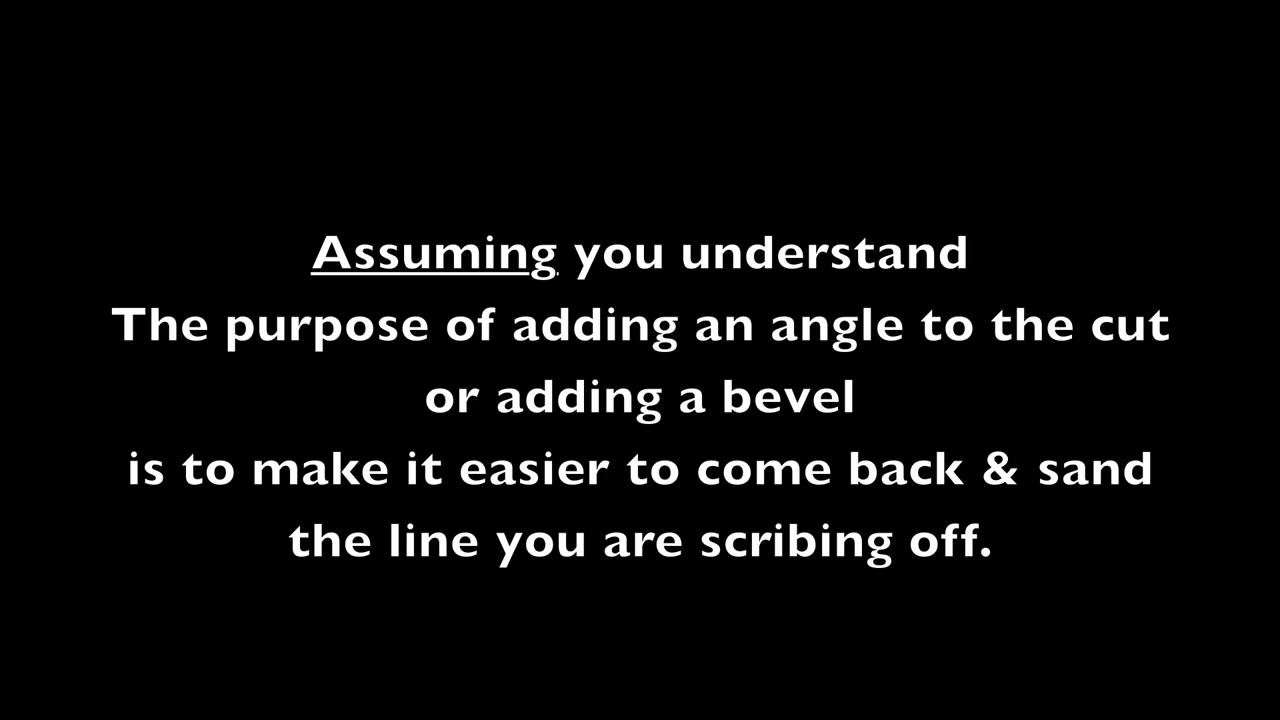 Assuming you understand
The purpose of adding an angle to the cut
or adding a bevel
is to make it easier to come back & sand
the line you are scribing off.